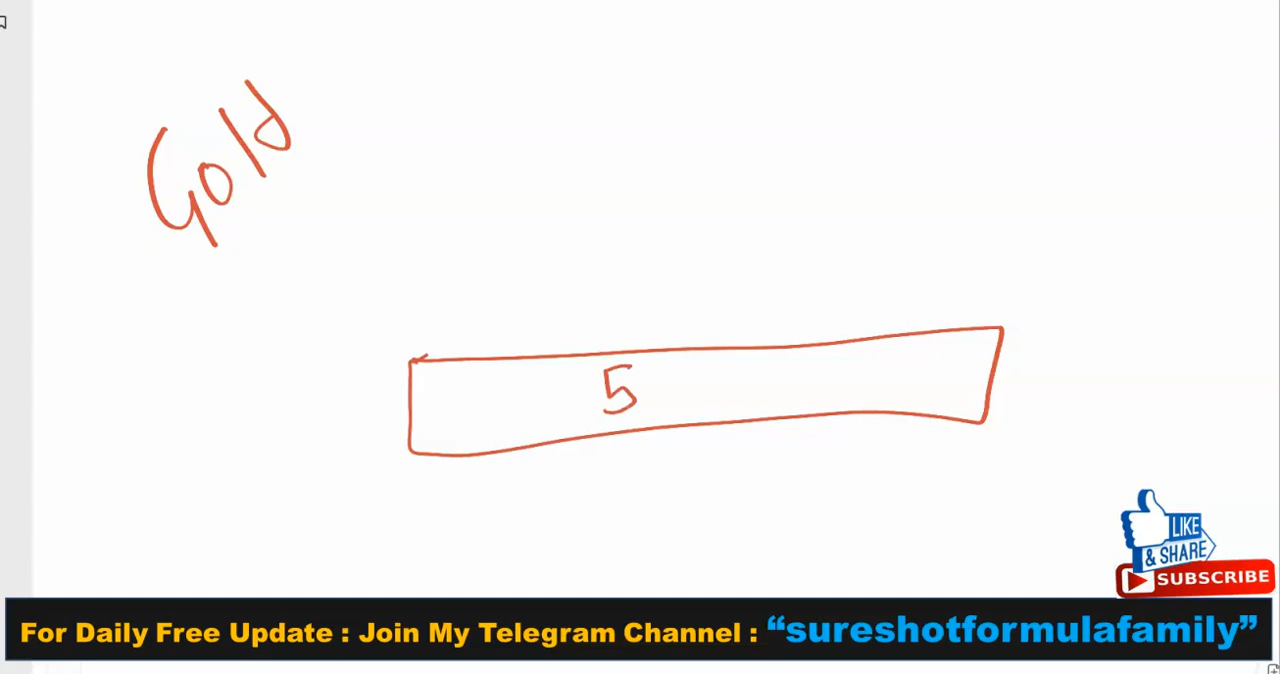 Gold
5
LIKE
& SHARE
SUBSCRIBE
For Daily Free Update : Join My Telegram Channel : “sureshotformulafamily”